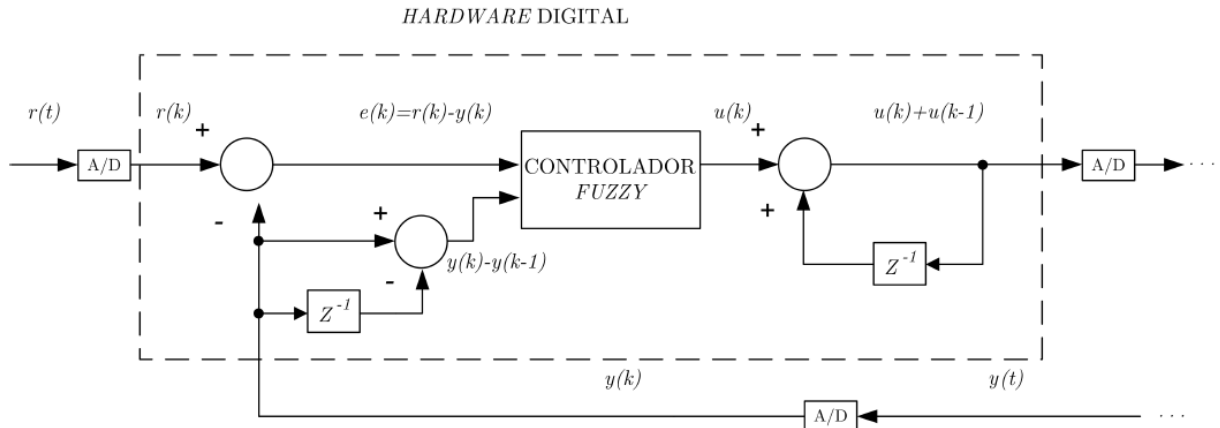 HARDWARE DIGITAL
r(t)
r(k)
+
e(k)=r(k)-y(k)
u(k)
+
u(k)+u(k-1)
A/D
CONTROLADOR
FUZZY
A/D
. . .
-
+
+
y(k)-y(k-1)
Z⁻¹
-
Z⁻¹
y(k)
y(t)
A/D
. . .